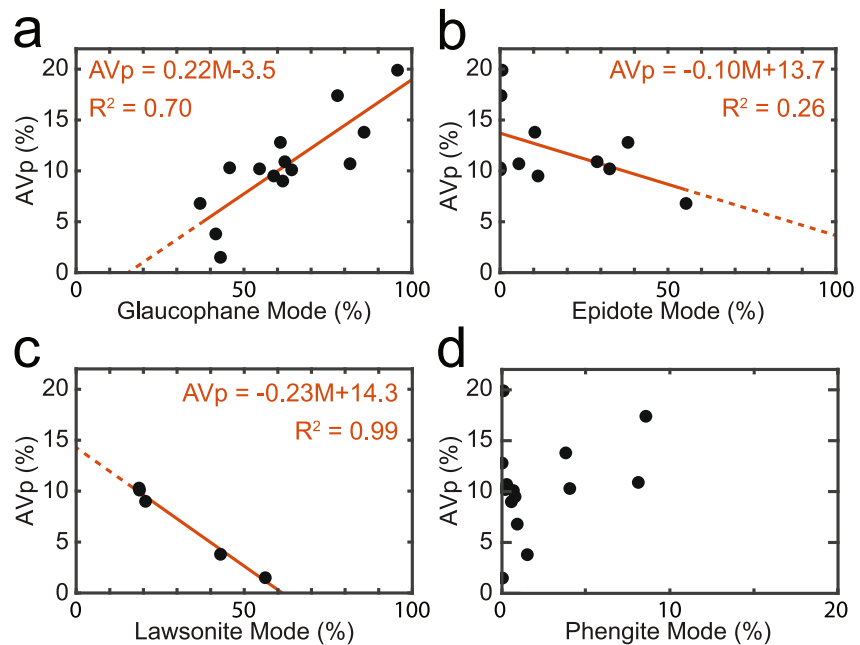 a
AVp = 0.22M-3.5
R² = 0.70
AVp (%)
20
15
10
5
0
50
100
Glaucophane Mode (%)
b
AVp = -0.10M+13.7
R² = 0.26
AVp (%)
20
15
10
5
0
0
50
100
Epidote Mode (%)
c
AVp = -0.23M+14.3
R² = 0.99
AVp (%)
20
15
10
5
0
0
50
100
Lawsonite Mode (%)
d
AVp (%)
20
15
10
5
0
0
10
20
Phengite Mode (%)